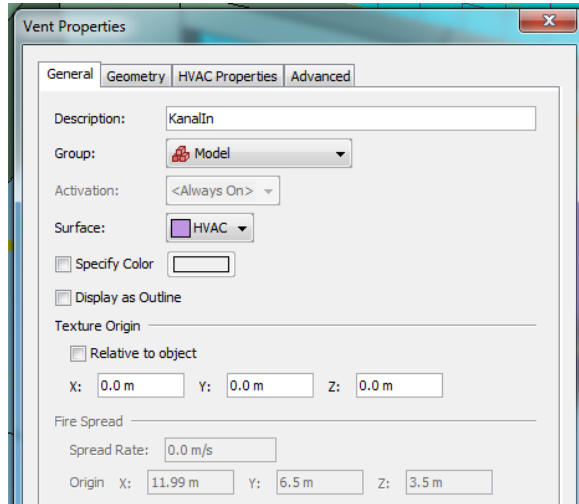 Vent Properties
General Geometry HVAC Properties Advanced
Description: KanalIn
Group: Model
Activation: <Always On>
Surface: HVAC
Specify Color
Display as Outline
Texture Origin
Relative to object
X: 0.0 m Y: 0.0 m Z: 0.0 m
Fire Spread
Spread Rate: 0.0 m/s
Origin X: 11.99 m Y: 6.5 m Z: 3.5 m